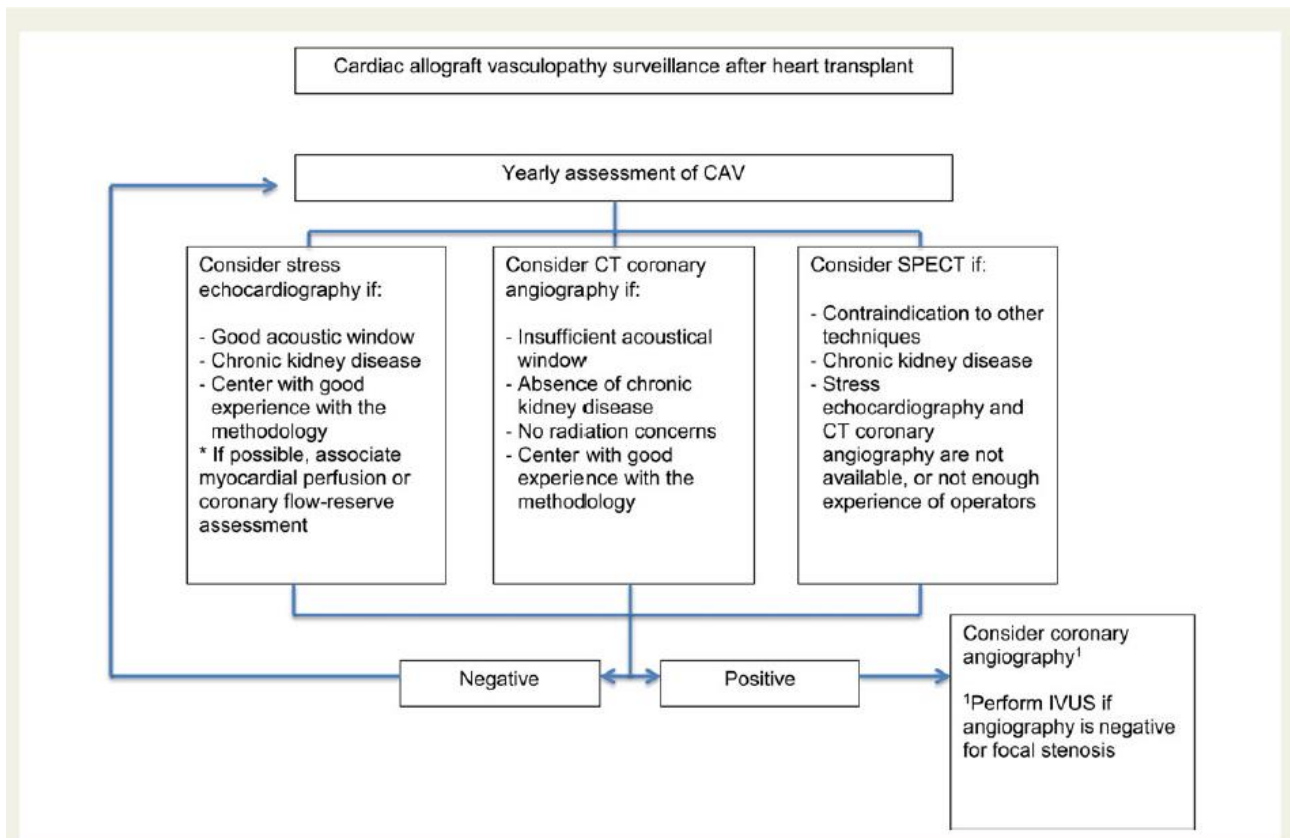 Cardiac allograft vasculopathy surveillance after heart transplant
Yearly assessment of CAV
Consider stress
echocardiography if:
- Good acoustic window
- Chronic kidney disease
- Center with good
experience with the
methodology
* If possible, associate
myocardial perfusion or
coronary flow-reserve
assessment
Consider CT coronary
angiography if:
- Insufficient acoustical
window
- Absence of chronic
kidney disease
- No radiation concerns
- Center with good
experience with the
methodology
Consider SPECT if:
- Contraindication to other
techniques
- Chronic kidney disease
- Stress
echocardiography and
CT coronary
angiography are not
available, or not enough
experience of operators
Negative
Positive
Consider coronary
angiography¹
¹Perform IVUS if
angiography is negative
for focal stenosis